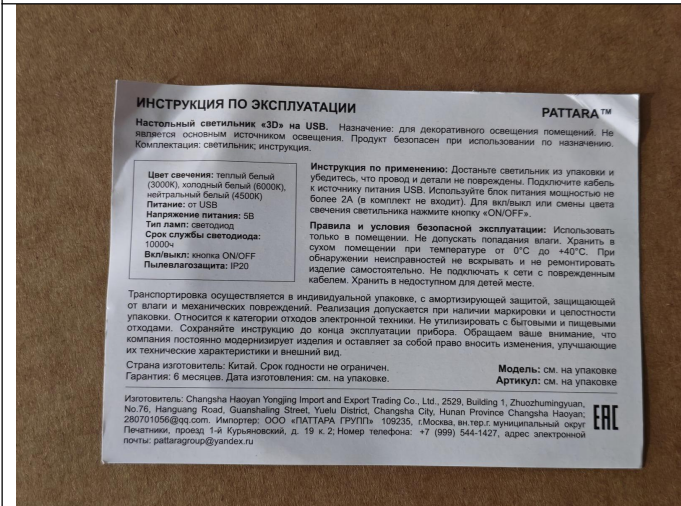 ИНСТРУКЦИЯ ПО ЭКСПЛУАТАЦИИ
PATTARA™
Настольный светильник «3D» на USB. Назначение: для декоративного освещения помещений. Не
является основным источником освещения. Продукт безопасен при использовании по назначению.
Комплектация: светильник; инструкция.
Цвет свечения: теплый белый
(3000К), холодный белый (6000К),
нейтральный белый (4500К)
Питание: от USB
Напряжение питания: 5В
Тип ламп: светодиод
Срок службы светодиода:
10000ч
Вкл/выкл: кнопка ON/OFF
Пылевлагозащита: IP20
Инструкция по применению: Достаньте светильник из упаковки и
убедитесь, что провод и детали не повреждены. Подключите кабель
к источнику питания USB. Используйте блок питания мощностью не
более 2А (в комплект не входит). Для вкл/выкл или смены цвета
свечения светильника нажмите кнопку «ON/OFF».
Правила и условия безопасной эксплуатации: Использовать
только в помещении. Не допускать попадания влаги. Хранить в
сухом помещении при температуре от 0°С до +40°С. При
обнаружении неисправностей не вскрывать и не ремонтировать
изделие самостоятельно. Не подключать к сети с поврежденным
кабелем. Хранить в недоступном для детей месте.
Транспортировка осуществляется в индивидуальной упаковке, с амортизирующей защитой, защищающей
от влаги и механических повреждений. Реализация допускается при наличии маркировки и целостности
упаковки. Относится к категории отходов электронной техники. Не утилизировать с бытовыми и пищевыми
отходами. Сохраняйте инструкцию до конца эксплуатации прибора. Обращаем ваше внимание, что
компания постоянно модернизирует изделия и оставляет за собой право вносить изменения, улучшающие
их технические характеристики и внешний вид.
Страна изготовитель: Китай. Срок годности не ограничен.
Гарантия: 6 месяцев. Дата изготовления: см. на упаковке.
Модель: см. на упаковке
Артикул: см. на упаковке
Изготовитель: Changsha Haoyan Yongjing Import and Export Trading Co., Ltd., 2529, Building 1, Zhuozhumingyuan,
No.76, Hanguang Road, Guanshaling Street, Yuelu District, Changsha City, Hunan Province Changsha Haoyan;
280701056@qq.com. Импортер: ООО «ПАТТАРА ГРУПП» 109235, г.Москва, вн.тер.г. муниципальный округ
Печатники, проезд 1-й Курьяновский, д. 19 к. 2; Номер телефона: +7 (999) 544-1427, адрес электронной
почты: pattaragroup@yandex.ru
EAC